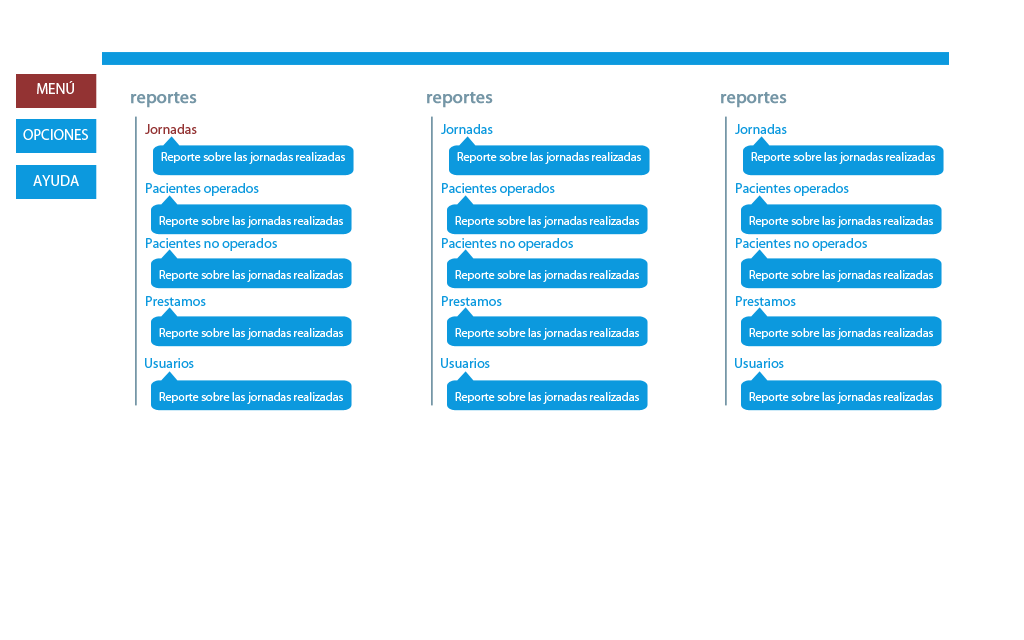 MENÚ
OPCIONES
AYUDA
reportes
Jornadas
Reporte sobre las jornadas realizadas
Pacientes operados
Reporte sobre las jornadas realizadas
Pacientes no operados
Reporte sobre las jornadas realizadas
Prestamos
Reporte sobre las jornadas realizadas
Usuarios
Reporte sobre las jornadas realizadas
reportes
Jornadas
Reporte sobre las jornadas realizadas
Pacientes operados
Reporte sobre las jornadas realizadas
Pacientes no operados
Reporte sobre las jornadas realizadas
Prestamos
Reporte sobre las jornadas realizadas
Usuarios
Reporte sobre las jornadas realizadas
reportes
Jornadas
Reporte sobre las jornadas realizadas
Pacientes operados
Reporte sobre las jornadas realizadas
Pacientes no operados
Reporte sobre las jornadas realizadas
Prestamos
Reporte sobre las jornadas realizadas
Usuarios
Reporte sobre las jornadas realizadas